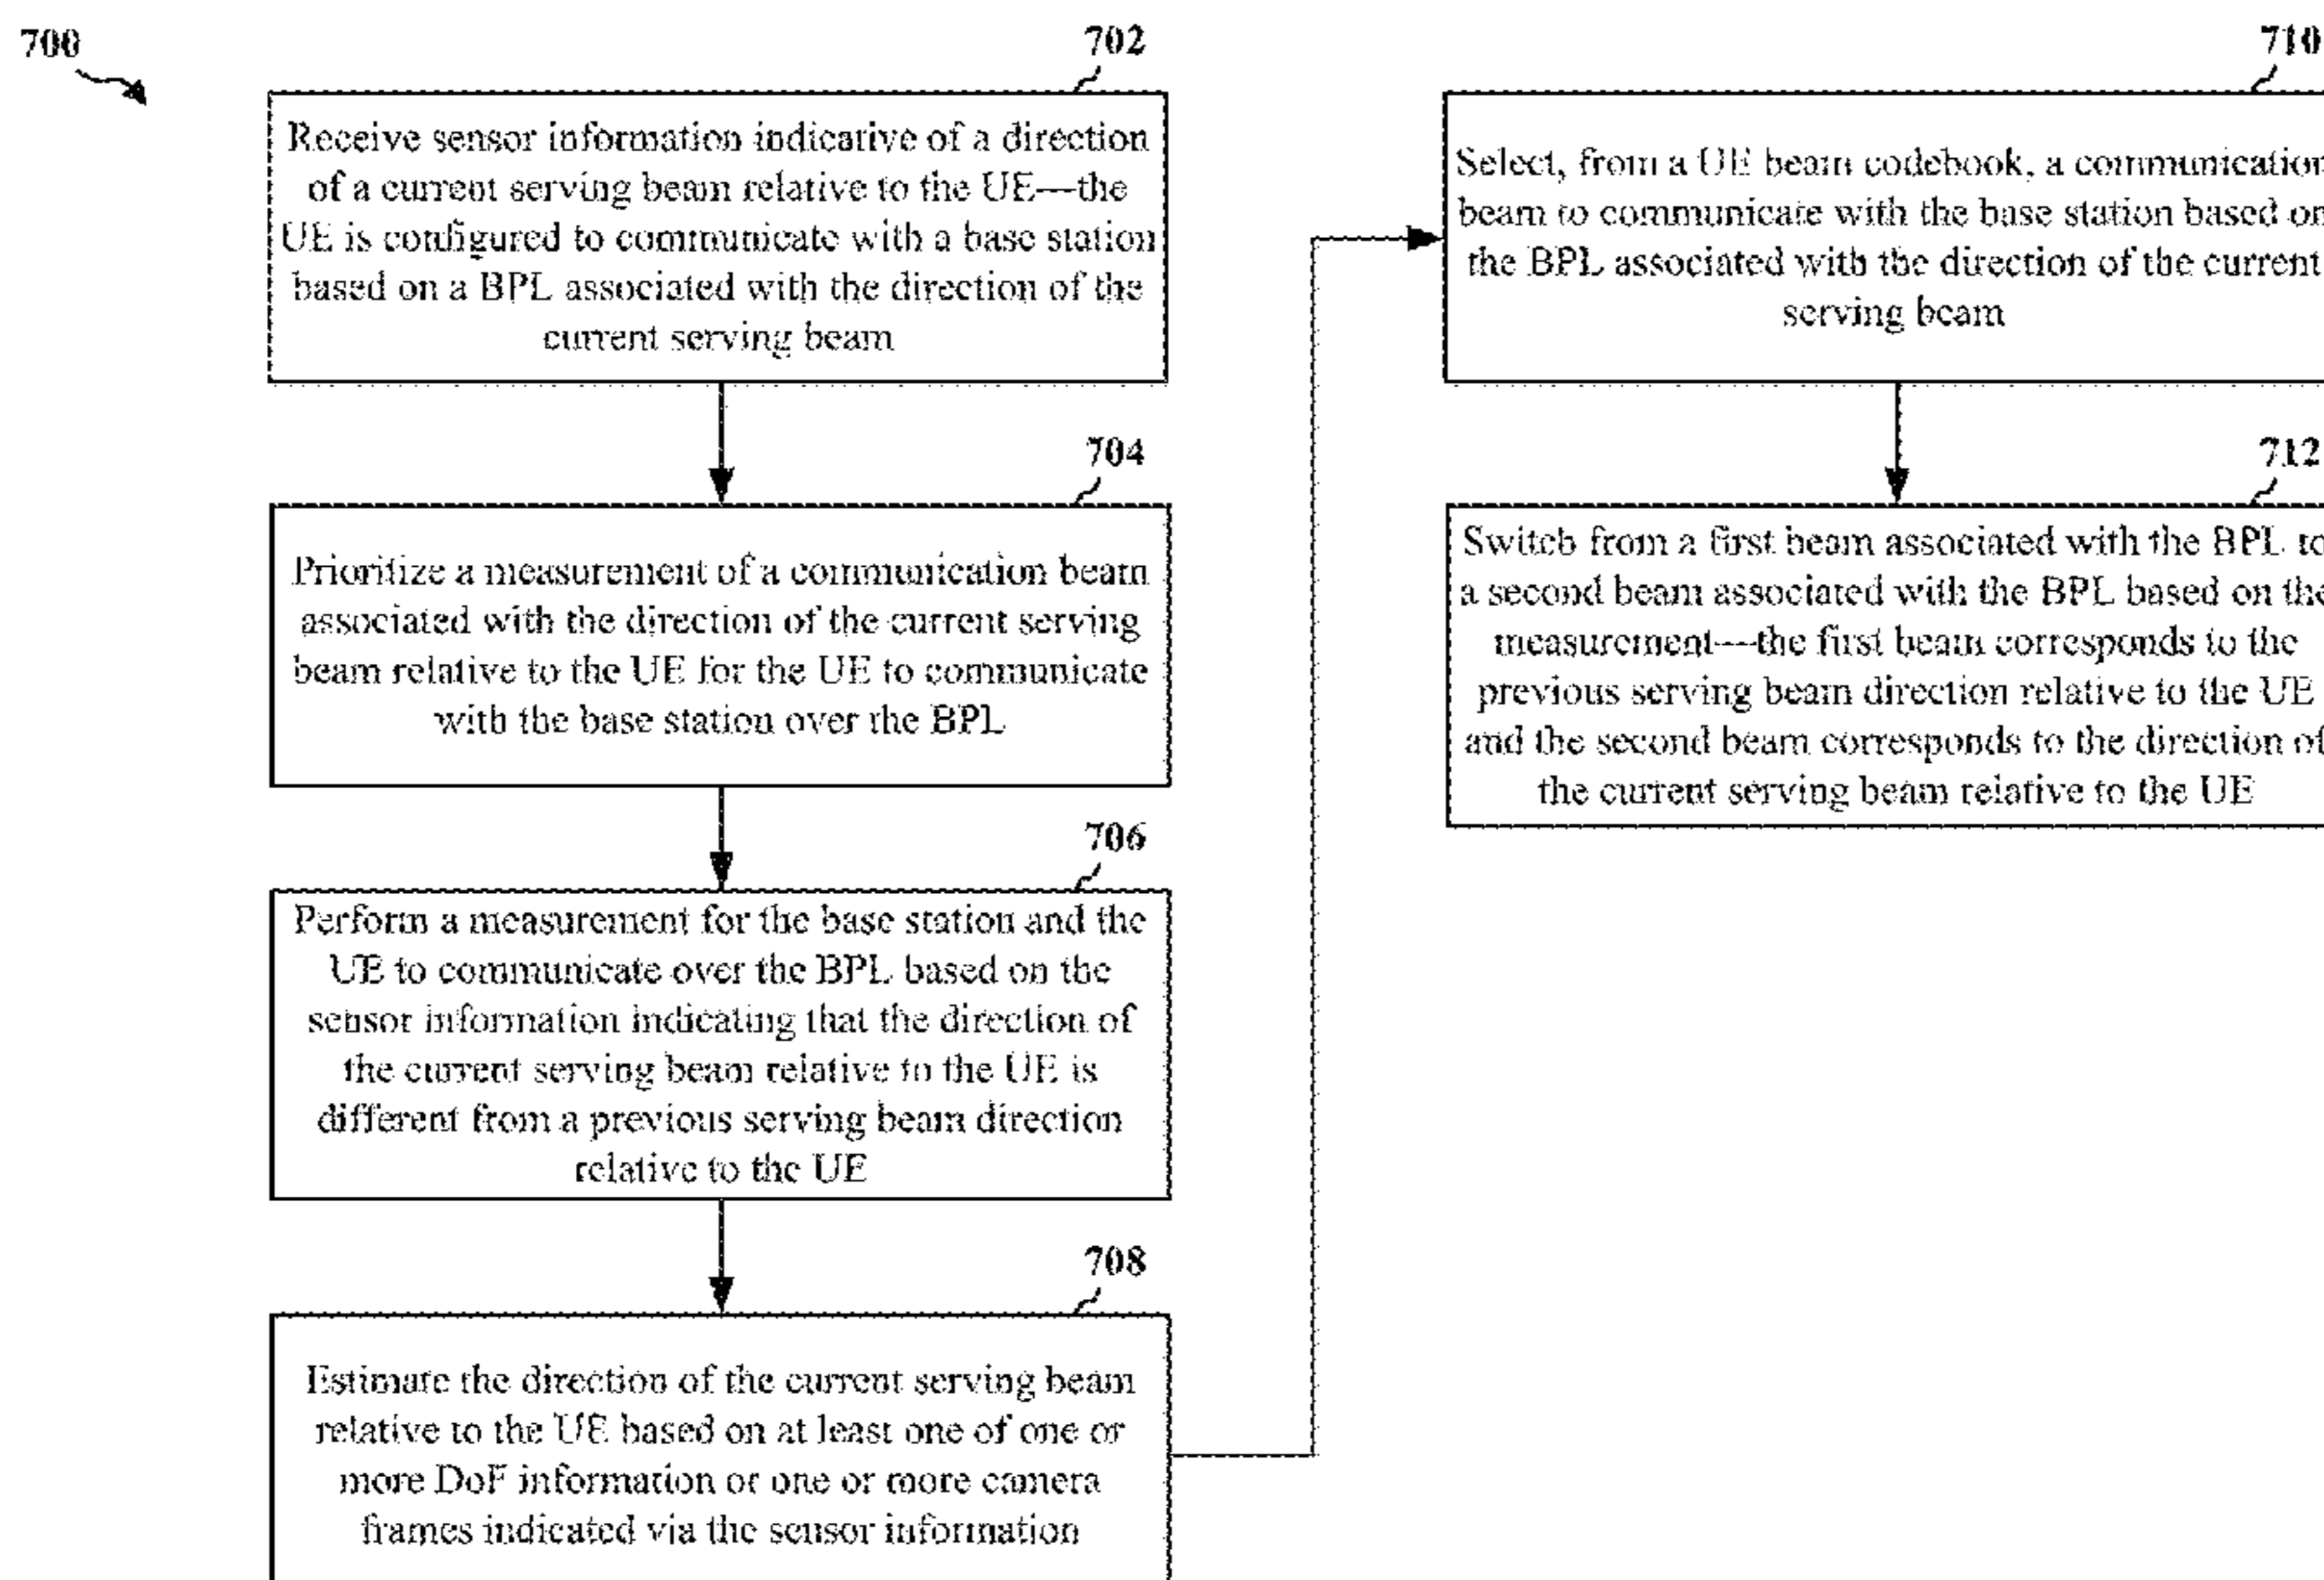 700
702
Receive sensor information indicative of a direction
of a current serving beam relative to the UE—the
UE is configured to communicate with a base station
based on a BPL associated with the direction of the
current serving beam
704
Prioritize a measurement of a communication beam
associated with the direction of the current serving
beam relative to the UE for the UE to communicate
with the base station over the BPL
706
Perform a measurement for the base station and the
UE to communicate over the BPL based on the
sensor information indicating that the direction of
the current serving beam relative to the UE is
different from a previous serving beam direction
relative to the UE
708
Estimate the direction of the current serving beam
relative to the UE based on at least one of one or
more DoF information or one or more camera
frames indicated via the sensor information
710
Select, from a UE beam codebook, a communication
beam to communicate with the base station based on
the BPL associated with the direction of the current
serving beam
712
Switch from a first beam associated with the BPL to
a second beam associated with the BPL based on the
measurement—the first beam corresponds to the
previous serving beam direction relative to the UE
and the second beam corresponds to the direction of
the current serving beam relative to the UE